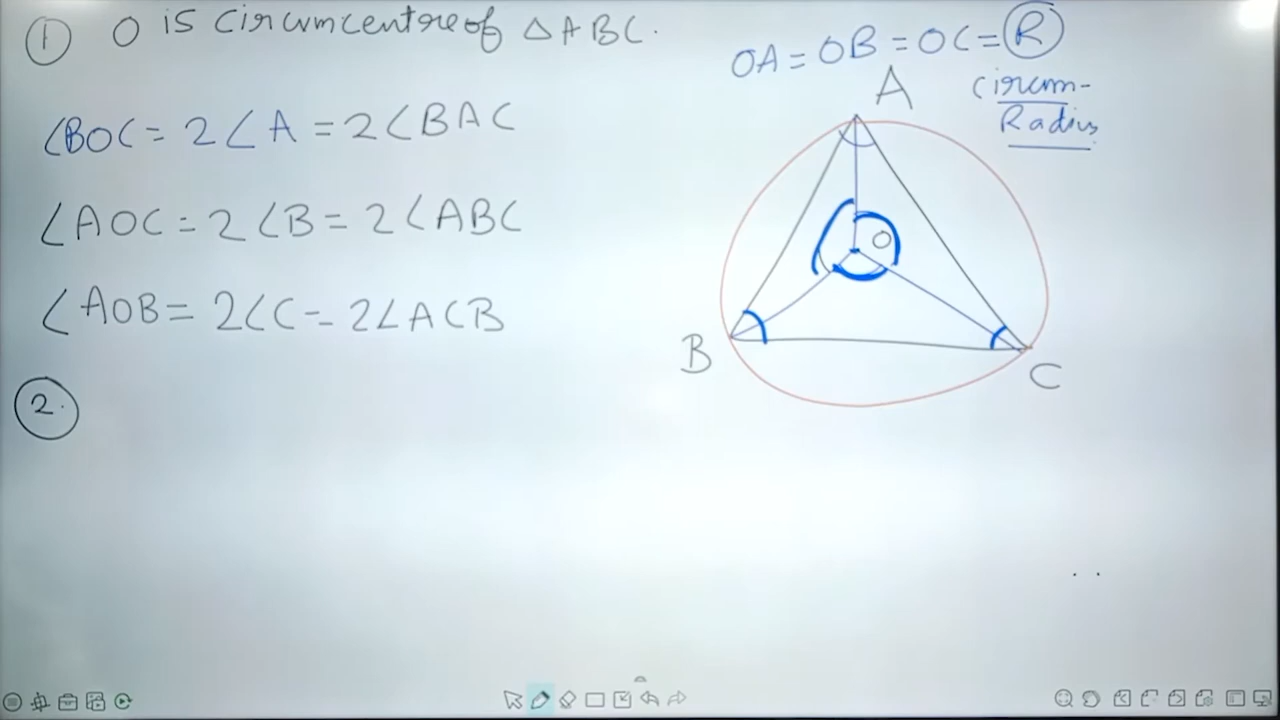 ① O is circumcentre of △ABC.
∠BOC = 2∠A = 2∠BAC
∠AOC = 2∠B = 2∠ABC
∠AOB = 2∠C = 2∠ACB
②.
OA = OB = OC = R
circum-
Radius
A
O
B
C